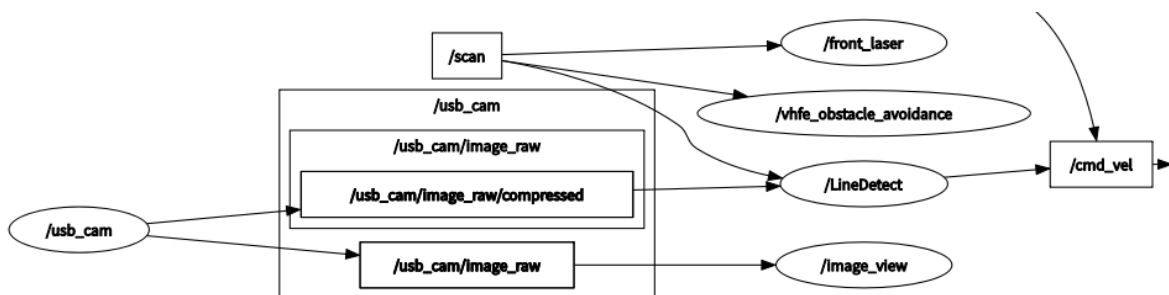 /front_laser
/scan
/usb_cam
/vhfe_obstacle_avoidance
/usb_cam/image_raw
/cmd_vel
/usb_cam/image_raw/compressed
/LineDetect
/usb_cam
/usb_cam/image_raw
/image_view